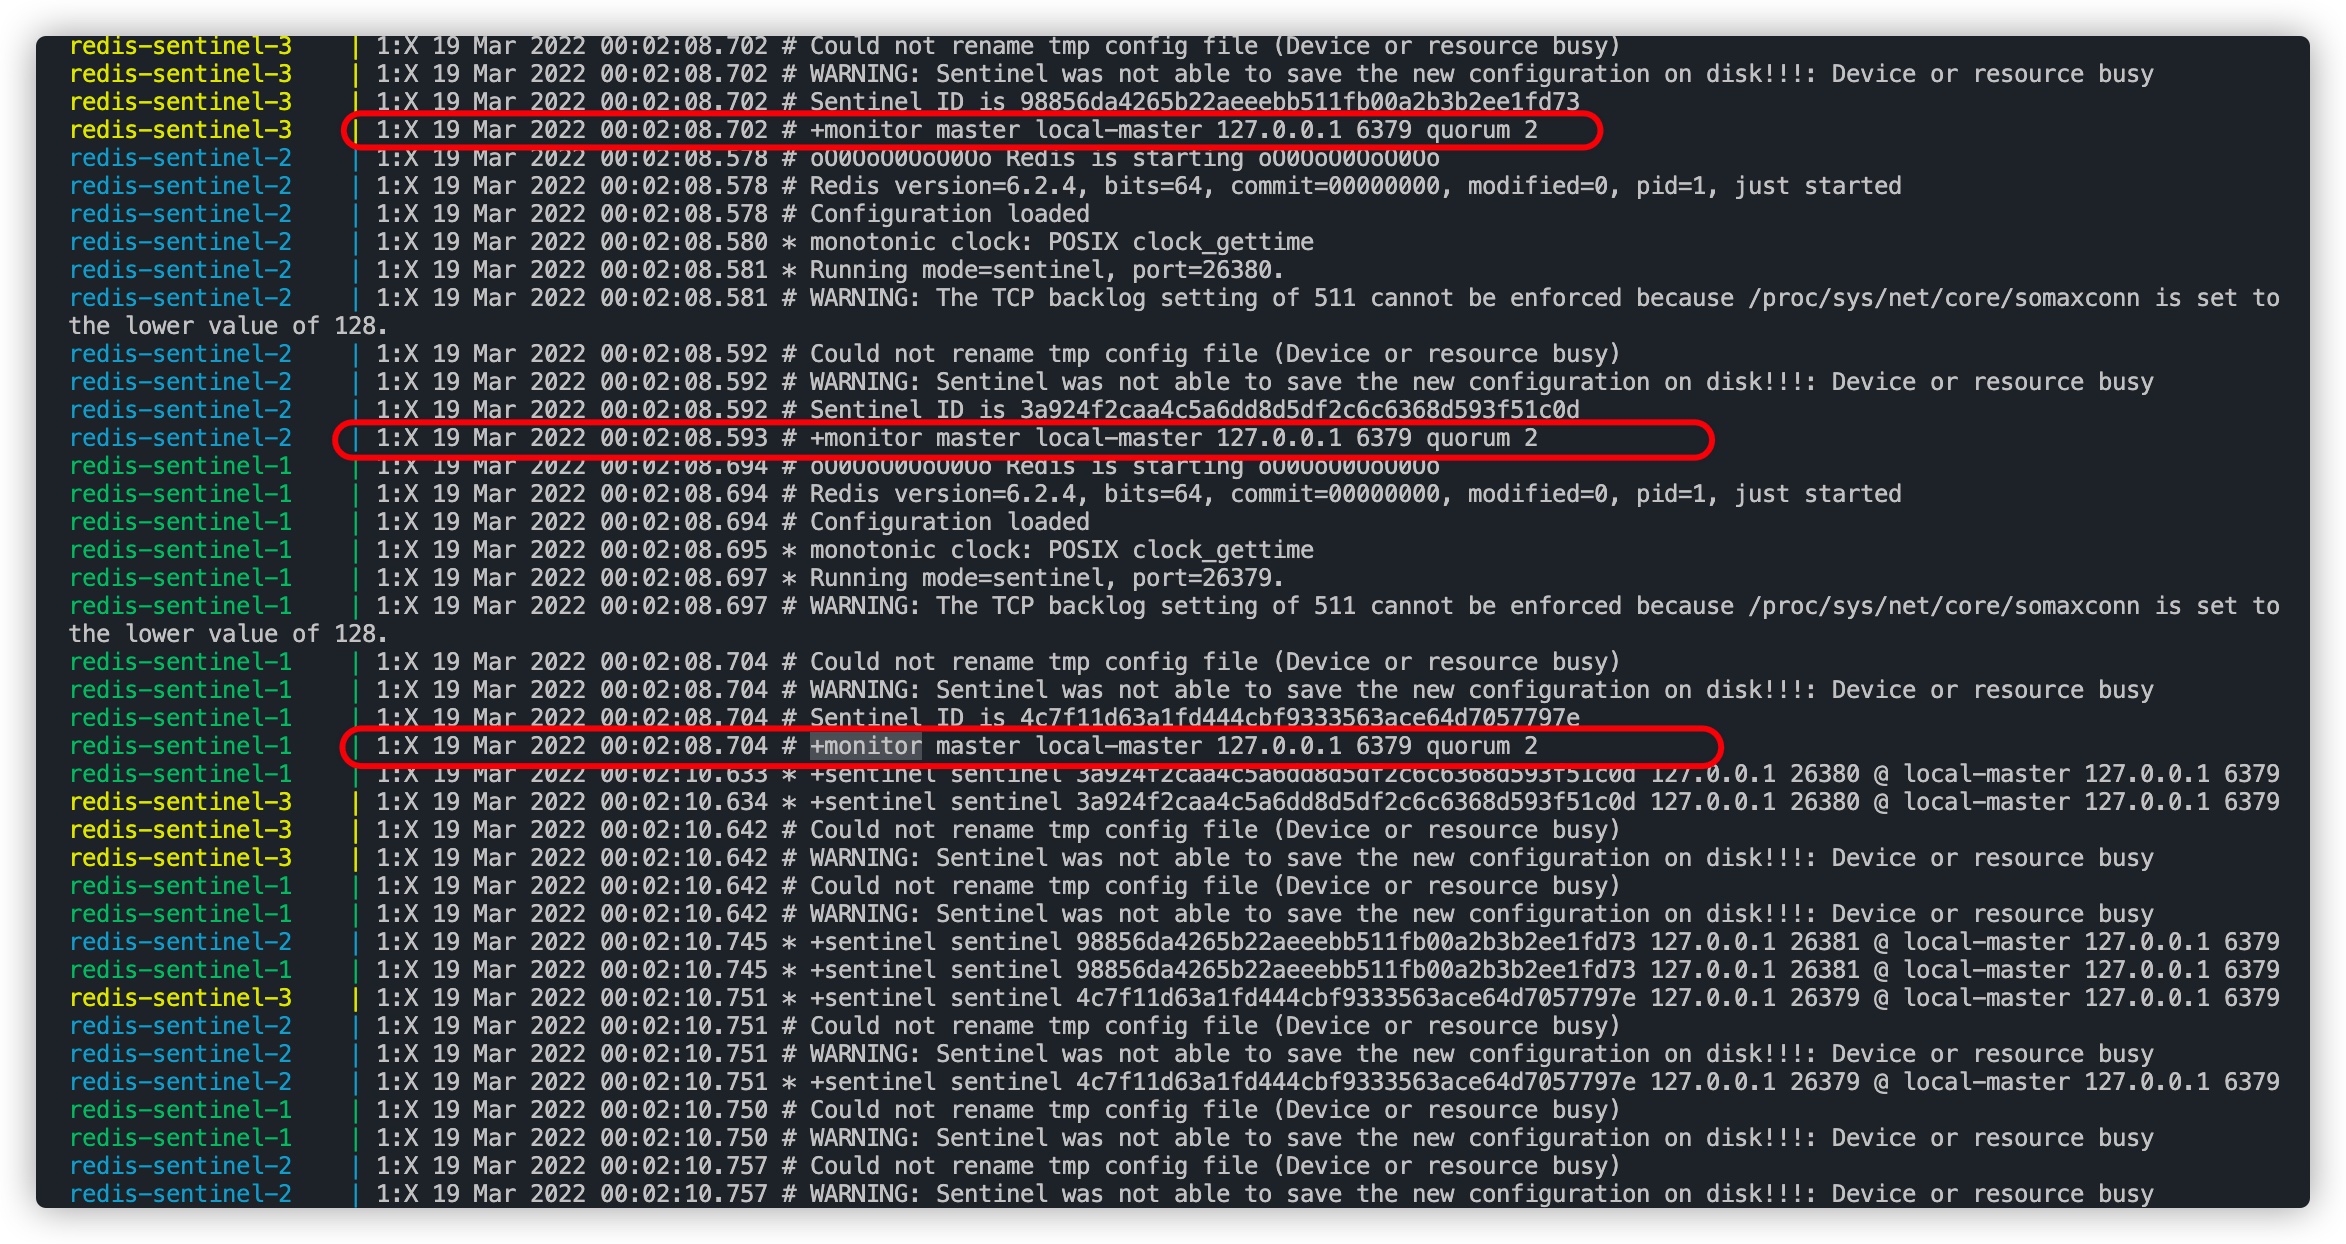 redis-sentinel-3 | 1:X 19 Mar 2022 00:02:08.702 # Could not rename tmp config file (Device or resource busy)
redis-sentinel-3 | 1:X 19 Mar 2022 00:02:08.702 # WARNING: Sentinel was not able to save the new configuration on disk!!!: Device or resource busy
redis-sentinel-3 | 1:X 19 Mar 2022 00:02:08.702 # Sentinel ID is 98856da4265b22aeeebb511fb00a2b3b2ee1fd73
redis-sentinel-3 | 1:X 19 Mar 2022 00:02:08.702 # +monitor master local-master 127.0.0.1 6379 quorum 2
redis-sentinel-2 | 1:X 19 Mar 2022 00:02:08.578 # oO0OoO0OoO0Oo Redis is starting oO0OoO0OoO0Oo
redis-sentinel-2 | 1:X 19 Mar 2022 00:02:08.578 # Redis version=6.2.4, bits=64, commit=00000000, modified=0, pid=1, just started
redis-sentinel-2 | 1:X 19 Mar 2022 00:02:08.578 # Configuration loaded
redis-sentinel-2 | 1:X 19 Mar 2022 00:02:08.580 * monotonic clock: POSIX clock_gettime
redis-sentinel-2 | 1:X 19 Mar 2022 00:02:08.581 * Running mode=sentinel, port=26380.
redis-sentinel-2 | 1:X 19 Mar 2022 00:02:08.581 # WARNING: The TCP backlog setting of 511 cannot be enforced because /proc/sys/net/core/somaxconn is set to
the lower value of 128.
redis-sentinel-2 | 1:X 19 Mar 2022 00:02:08.592 # Could not rename tmp config file (Device or resource busy)
redis-sentinel-2 | 1:X 19 Mar 2022 00:02:08.592 # WARNING: Sentinel was not able to save the new configuration on disk!!!: Device or resource busy
redis-sentinel-2 | 1:X 19 Mar 2022 00:02:08.592 # Sentinel ID is 3a924f2caa4c5a6dd8d5df2c6c6368d593f51c0d
redis-sentinel-2 | 1:X 19 Mar 2022 00:02:08.593 # +monitor master local-master 127.0.0.1 6379 quorum 2
redis-sentinel-1 | 1:X 19 Mar 2022 00:02:08.694 # oO0OoO0OoO0Oo Redis is starting oO0OoO0OoO0Oo
redis-sentinel-1 | 1:X 19 Mar 2022 00:02:08.694 # Redis version=6.2.4, bits=64, commit=00000000, modified=0, pid=1, just started
redis-sentinel-1 | 1:X 19 Mar 2022 00:02:08.694 # Configuration loaded
redis-sentinel-1 | 1:X 19 Mar 2022 00:02:08.695 * monotonic clock: POSIX clock_gettime
redis-sentinel-1 | 1:X 19 Mar 2022 00:02:08.697 * Running mode=sentinel, port=26379.
redis-sentinel-1 | 1:X 19 Mar 2022 00:02:08.697 # WARNING: The TCP backlog setting of 511 cannot be enforced because /proc/sys/net/core/somaxconn is set to
the lower value of 128.
redis-sentinel-1 | 1:X 19 Mar 2022 00:02:08.704 # Could not rename tmp config file (Device or resource busy)
redis-sentinel-1 | 1:X 19 Mar 2022 00:02:08.704 # WARNING: Sentinel was not able to save the new configuration on disk!!!: Device or resource busy
redis-sentinel-1 | 1:X 19 Mar 2022 00:02:08.704 # Sentinel ID is 4c7f11d63a1fd444cbf9333563ace64d7057797e
redis-sentinel-1 | 1:X 19 Mar 2022 00:02:08.704 # +monitor master local-master 127.0.0.1 6379 quorum 2
redis-sentinel-1 | 1:X 19 Mar 2022 00:02:10.633 * +sentinel sentinel 3a924f2caa4c5a6dd8d5df2c6c6368d593f51c0d 127.0.0.1 26380 @ local-master 127.0.0.1 6379
redis-sentinel-3 | 1:X 19 Mar 2022 00:02:10.634 * +sentinel sentinel 3a924f2caa4c5a6dd8d5df2c6c6368d593f51c0d 127.0.0.1 26380 @ local-master 127.0.0.1 6379
redis-sentinel-3 | 1:X 19 Mar 2022 00:02:10.642 # Could not rename tmp config file (Device or resource busy)
redis-sentinel-3 | 1:X 19 Mar 2022 00:02:10.642 # WARNING: Sentinel was not able to save the new configuration on disk!!!: Device or resource busy
redis-sentinel-1 | 1:X 19 Mar 2022 00:02:10.642 # Could not rename tmp config file (Device or resource busy)
redis-sentinel-1 | 1:X 19 Mar 2022 00:02:10.642 # WARNING: Sentinel was not able to save the new configuration on disk!!!: Device or resource busy
redis-sentinel-2 | 1:X 19 Mar 2022 00:02:10.745 * +sentinel sentinel 98856da4265b22aeeebb511fb00a2b3b2ee1fd73 127.0.0.1 26381 @ local-master 127.0.0.1 6379
redis-sentinel-1 | 1:X 19 Mar 2022 00:02:10.745 * +sentinel sentinel 98856da4265b22aeeebb511fb00a2b3b2ee1fd73 127.0.0.1 26381 @ local-master 127.0.0.1 6379
redis-sentinel-3 | 1:X 19 Mar 2022 00:02:10.751 * +sentinel sentinel 4c7f11d63a1fd444cbf9333563ace64d7057797e 127.0.0.1 26379 @ local-master 127.0.0.1 6379
redis-sentinel-2 | 1:X 19 Mar 2022 00:02:10.751 # Could not rename tmp config file (Device or resource busy)
redis-sentinel-2 | 1:X 19 Mar 2022 00:02:10.751 # WARNING: Sentinel was not able to save the new configuration on disk!!!: Device or resource busy
redis-sentinel-2 | 1:X 19 Mar 2022 00:02:10.751 * +sentinel sentinel 4c7f11d63a1fd444cbf9333563ace64d7057797e 127.0.0.1 26379 @ local-master 127.0.0.1 6379
redis-sentinel-1 | 1:X 19 Mar 2022 00:02:10.750 # Could not rename tmp config file (Device or resource busy)
redis-sentinel-1 | 1:X 19 Mar 2022 00:02:10.750 # WARNING: Sentinel was not able to save the new configuration on disk!!!: Device or resource busy
redis-sentinel-2 | 1:X 19 Mar 2022 00:02:10.757 # Could not rename tmp config file (Device or resource busy)
redis-sentinel-2 | 1:X 19 Mar 2022 00:02:10.757 # WARNING: Sentinel was not able to save the new configuration on disk!!!: Device or resource busy